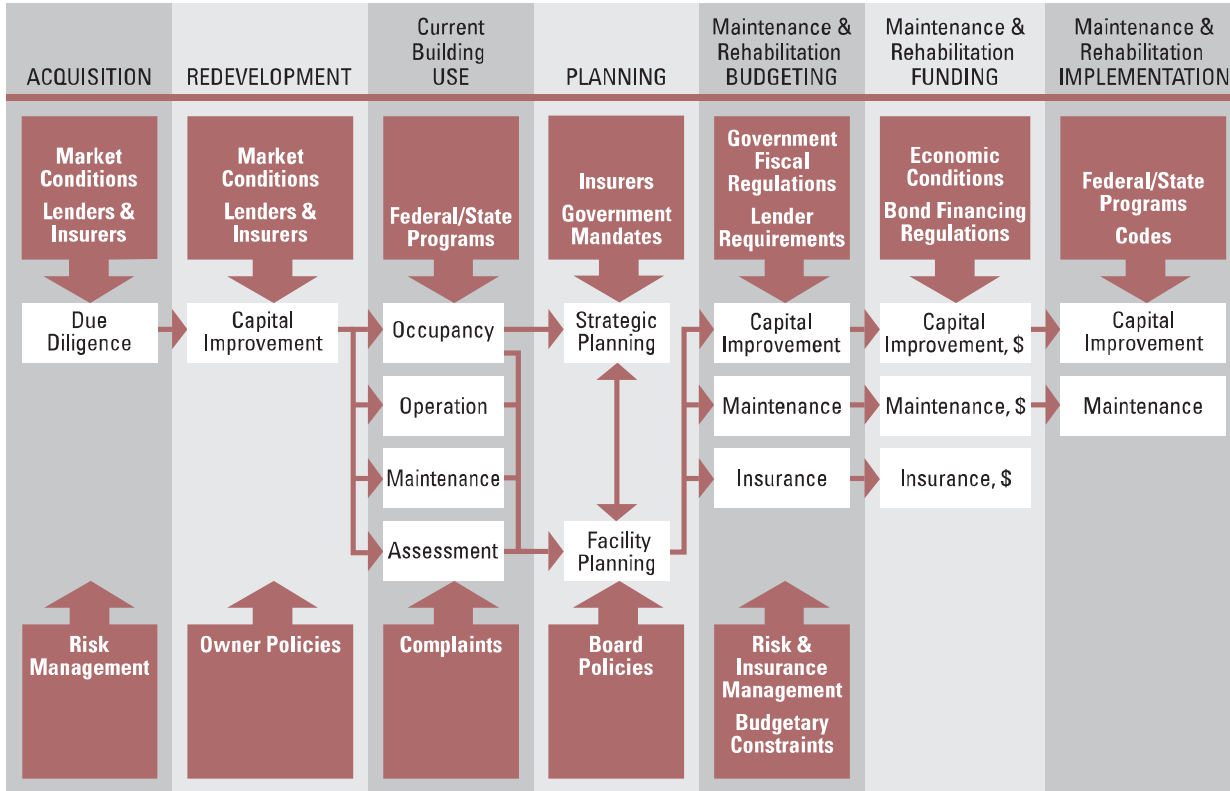 ACQUISITION
REDEVELOPMENT
Current
Building
USE
PLANNING
Maintenance &
Rehabilitation
BUDGETING
Maintenance &
Rehabilitation
FUNDING
Maintenance &
Rehabilitation
IMPLEMENTATION
Market
Conditions
Lenders &
Insurers
Market
Conditions
Lenders &
Insurers
Federal/State
Programs
Insurers
Government
Mandates
Government
Fiscal
Regulations
Lender
Requirements
Economic
Conditions
Bond Financing
Regulations
Federal/State
Programs
Codes
Due
Diligence
Capital
Improvement
Occupancy
Strategic
Planning
Capital
Improvement
Capital
Improvement, $
Capital
Improvement
Operation
Maintenance
Maintenance, $
Maintenance
Maintenance
Insurance
Insurance, $
Assessment
Facility
Planning
Risk
Management
Owner Policies
Complaints
Board
Policies
Risk &
Insurance
Management
Budgetary
Constraints